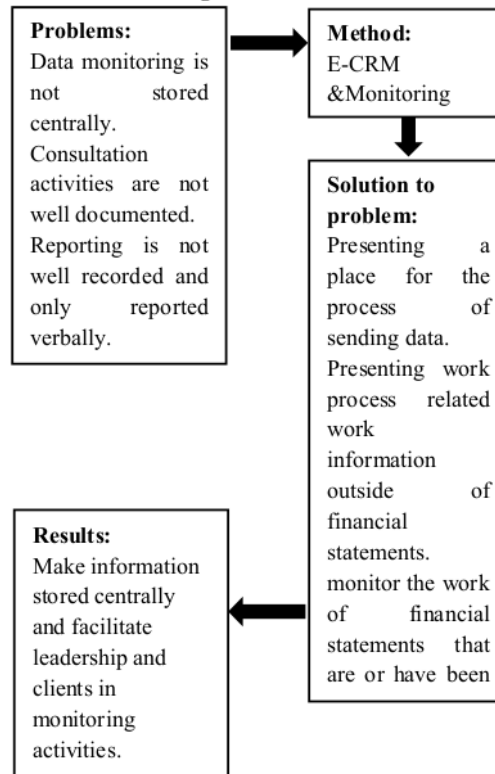 Problems:
Data monitoring is
not stored
centrally.
Consultation
activities are not
well documented.
Reporting is not
well recorded and
only reported
verbally.
Method:
E-CRM
&Monitoring
Solution to
problem:
Presenting a
place for the
process of
sending data.
Presenting work
process related
work
information
outside of
financial
statements.
monitor the work
of financial
statements that
are or have been
Results:
Make information
stored centrally
and facilitate
leadership and
clients in
monitoring
activities.